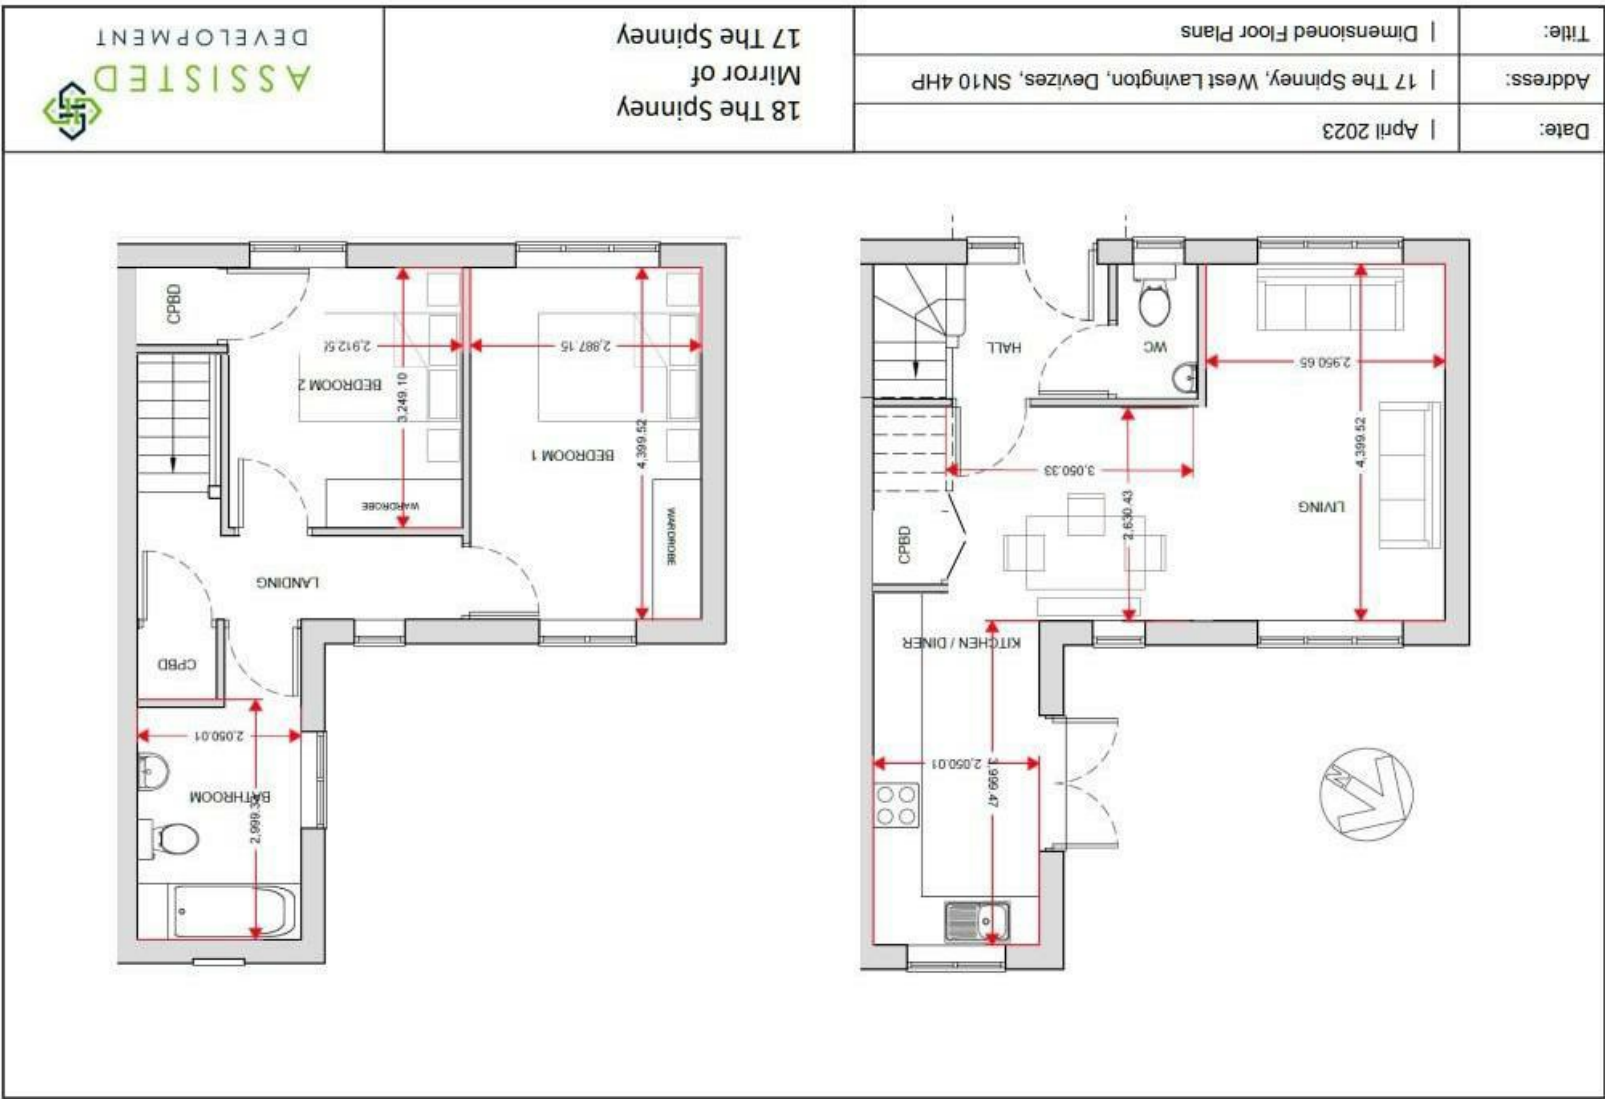 Date: | April 2023
Address: | 17 The Spinney, West Lavington, Devizes, SN10 4HP
Title: | Dimensioned Floor Plans
18 The Spinney
Mirror of
17 The Spinney
ASSISTED
DEVELOPMENT
KITCHEN / DINER
2,050.01
3,999.47
CPBD
2,630.43
3,050.33
LIVING
4,399.52
2,950.65
HALL
WC
N
BATHROOM
2,050.01
CPBD
LANDING
WARDROBE
BEDROOM 1
4,399.52
2,887.15
WARDROBE
BEDROOM 2
3,249.10
CPBD